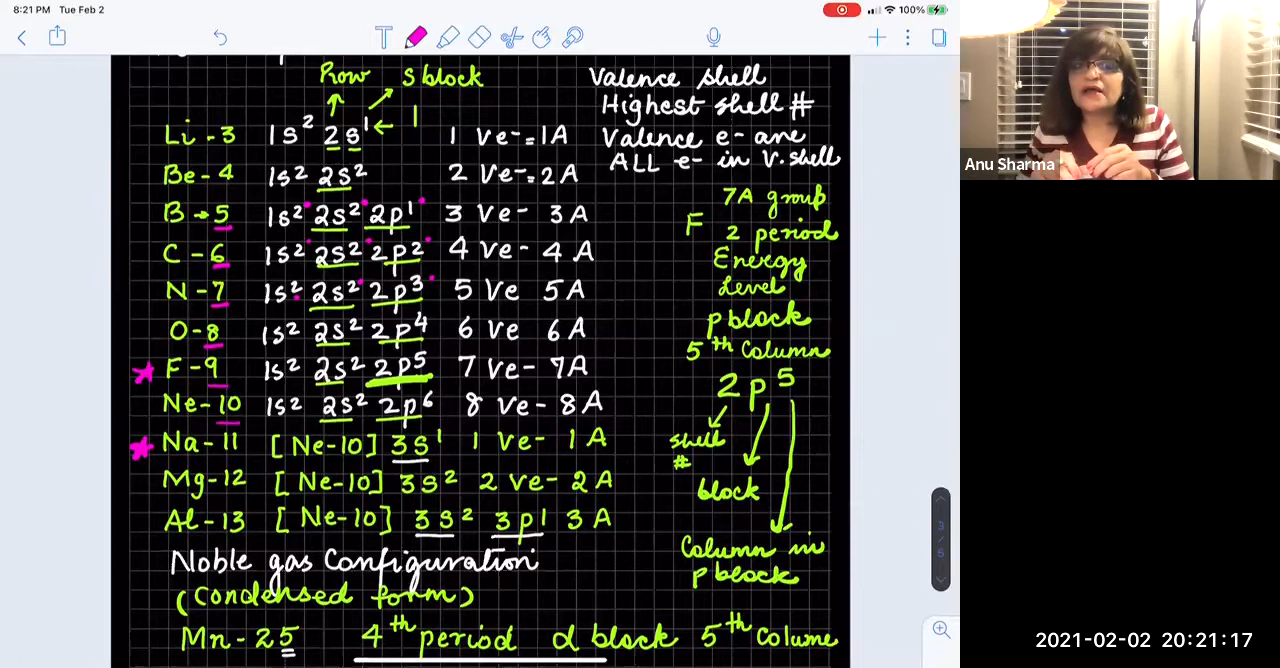 8:21 PM Tue Feb 2
100%
T
Row S block
Valence shell
Highest shell #
Li - 3 1s² 2s¹ ← 1 1 ve- = 1A
Valence e- are
ALL e- in v. shell
Be - 4 1s² 2s² 2 ve- = 2A
B → 5 1s² 2s² 2p¹ 3 ve- 3A
C - 6 1s² 2s² 2p² 4 ve- 4A
N - 7 1s² 2s² 2p³ 5 ve 5A
O - 8 1s² 2s² 2p⁴ 6 ve 6A
F - 9 1s² 2s² 2p⁵ 7 ve- 7A
Ne - 10 1s² 2s² 2p⁶ 8 ve- 8A
Na - 11 [Ne-10] 3s¹ 1 ve- 1A
Mg - 12 [Ne-10] 3s² 2 ve- 2A
Al - 13 [Ne-10] 3s² 3p¹ 3A
Noble gas Configuration
(Condensed form)
Mn - 25 4th period d block 5th Column
7A group
F 2 period
Energy
Level
p block
5th Column
2p⁵
shell
#
block
Column in
p block
3
/
5
Anu Sharma
2021-02-02 20:21:17